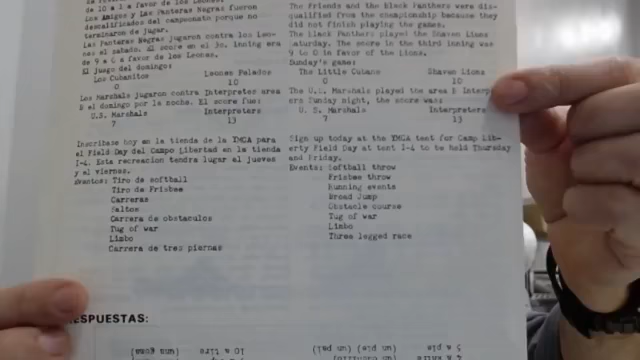 de 10 a 1 a favor de los Leones.
Los Amigos y Las Panteras Negras fueron
descalificados del campeonato porque no
terminaron de jugar.
Las Panteras Negras jugaron contra los Leo-
nes el sabado. El score en el 3o. inning era
de 9 a 0 a favor de los Leones.
El juego del domingo:
Los Cubanitos Leones Pelados
0 10
Los Marshals jugaron contra Interpreter area
E el domingo por la noche. El score fue:
U.S. Marshals Interpreters
7 13
Inscribase hoy en la tienda de la YMCA para
el Field Day del Campo Libertad en la tienda
I-4. Esta recreacion tendra lugar el jueves
y el viernes.
Eventos: Tiro de softball
Tiro de Frisbee
Carreras
Saltos
Carrera de obstaculos
Tug of war
Limbo
Carrera de tres piernas
The Friends and the Black Panthers were dis-
qualified from the championship because they
did not finish playing the games.
The Black Panthers played the Shaven Lions
Saturday. The score in the third inning was
9 to 0 in favor of the Lions.
Sunday's game:
The Little Cubans Shaven Lions
0 10
The U.S. Marshals played the area E Interp
ers Sunday night, the score was:
U. S. Marshals Interpreters
7 13
Sign up today at the YMCA tent for Camp Lib-
erty Field Day at tent I-4 to be held Thursday
and Friday.
Events: Softball throw
Frisbee throw
Running events
Broad Jump
Obstacle course
Tug of war
Limbo
Three legged race
ESPUESTAS: